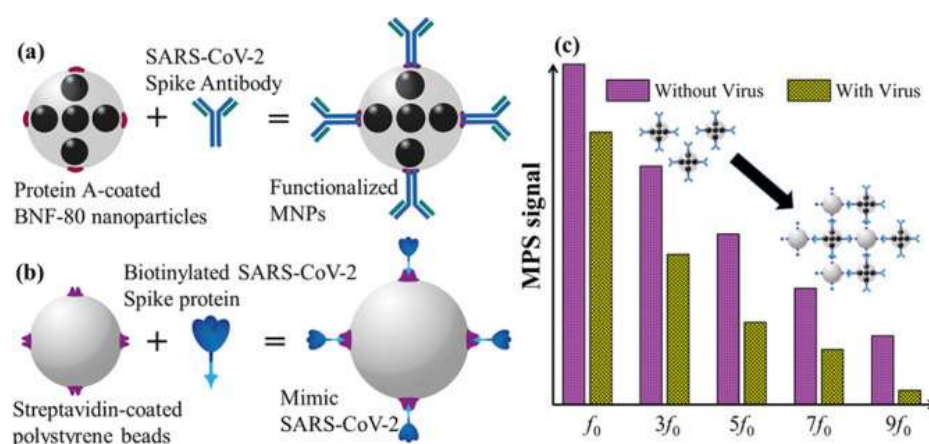 (a)
SARS-CoV-2
Spike Antibody
+
=
Protein A-coated
BNF-80 nanoparticles
Functionalized
MNPs
(b)
Biotinylated SARS-CoV-2
Spike protein
+
=
Streptavidin-coated
polystyrene beads
Mimic
SARS-CoV-2
(c)
Without Virus
With Virus
MPS signal
f₀ 3f₀ 5f₀ 7f₀ 9f₀